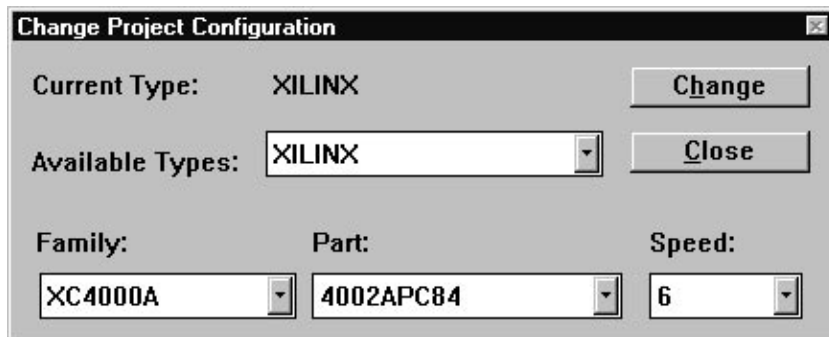 Change Project Configuration
Current Type: XILINX Change
Available Types: XILINX Close
Family: Part: Speed:
XC4000A 4002APC84 6